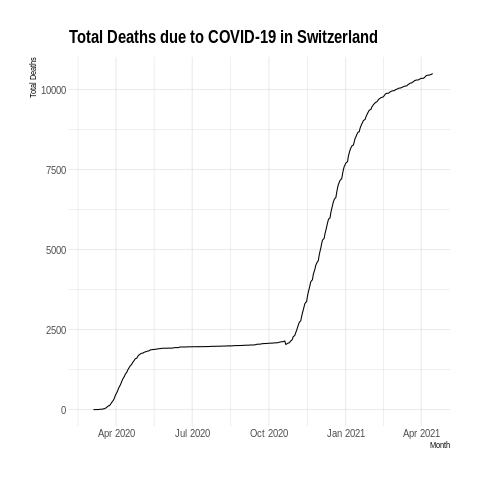 Total Deaths due to COVID-19 in Switzerland
Total Deaths
10000
7500
5000
2500
0
Apr 2020 Jul 2020 Oct 2020 Jan 2021 Apr 2021
Month